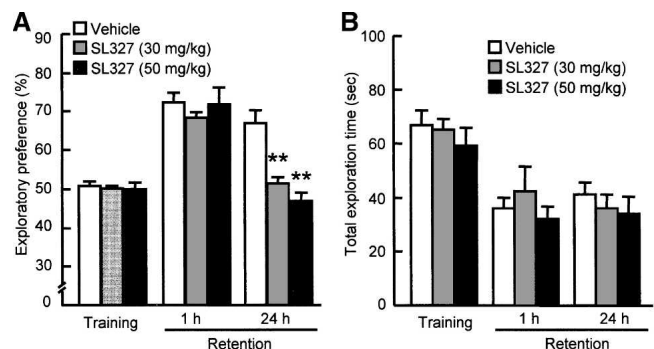 A
Vehicle
SL327 (30 mg/kg)
SL327 (50 mg/kg)
Exploratory preference (%)
90
80
70
60
50
40
30
0
**
**
Training
1 h
24 h
Retention
B
Vehicle
SL327 (30 mg/kg)
SL327 (50 mg/kg)
Total exploration time (sec)
100
80
60
40
20
0
Training
1 h
24 h
Retention